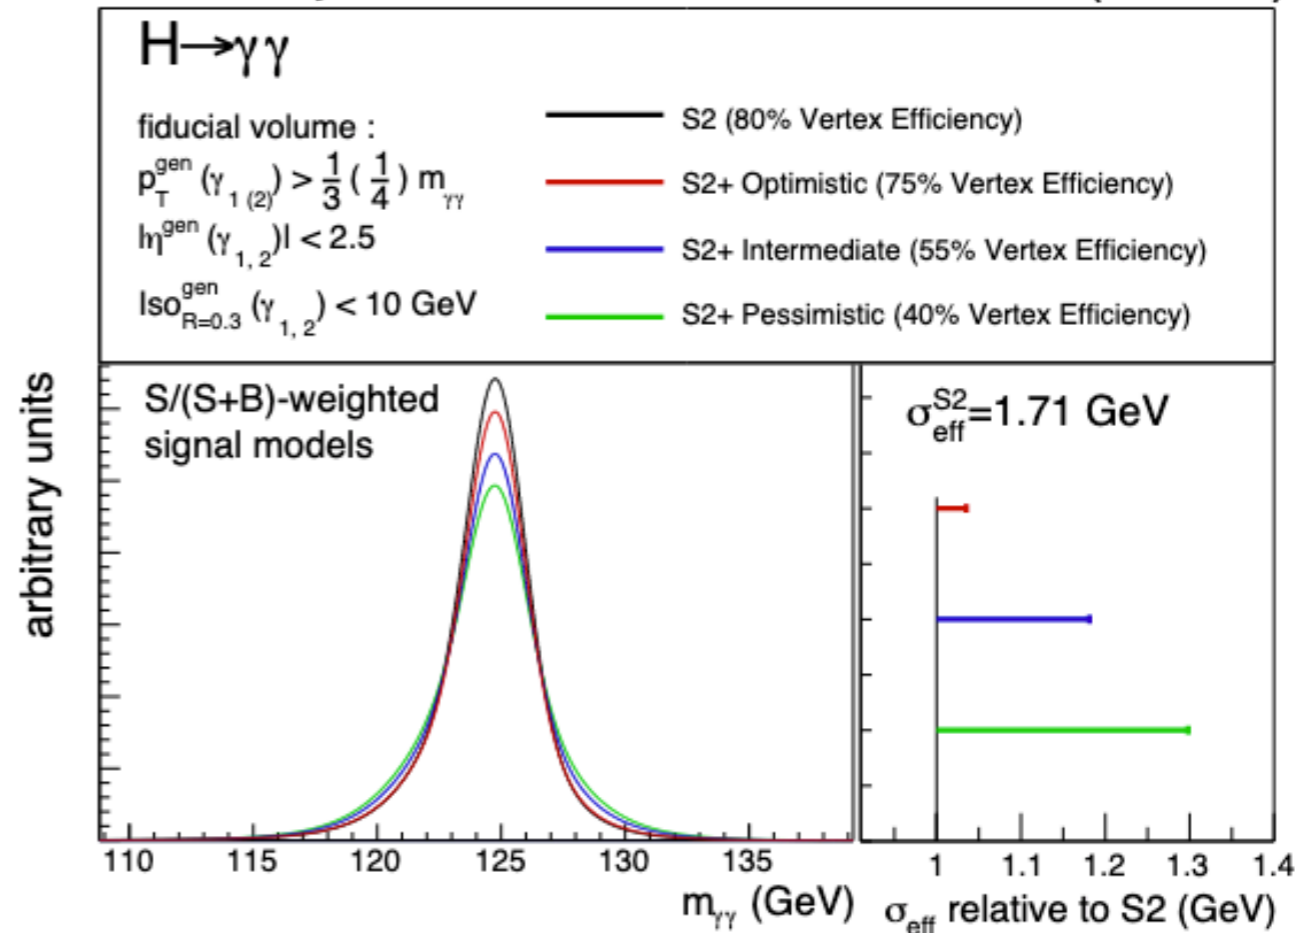 H→γγ
fiducial volume :
p_T^gen (γ_1 (2)) > 1/3 ( 1/4 ) m_γγ
|η^gen (γ_1, 2)| < 2.5
Iso_R=0.3^gen (γ_1, 2) < 10 GeV
S2 (80% Vertex Efficiency)
S2+ Optimistic (75% Vertex Efficiency)
S2+ Intermediate (55% Vertex Efficiency)
S2+ Pessimistic (40% Vertex Efficiency)
arbitrary units
S/(S+B)-weighted
signal models
110 115 120 125 130 135
m_γγ (GeV)
σ_eff^S2=1.71 GeV
1 1.1 1.2 1.3 1.4
σ_eff relative to S2 (GeV)